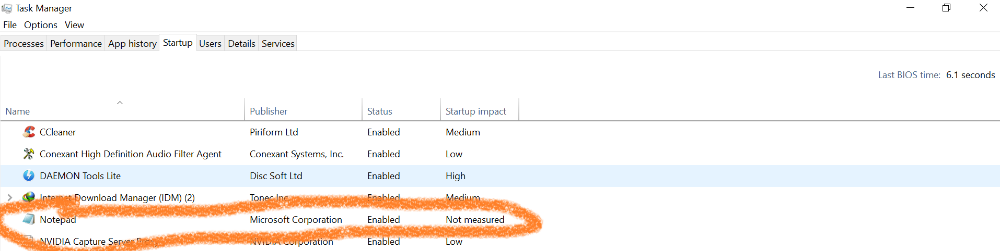 Task Manager
File Options View
Processes Performance App history Startup Users Details Services
Last BIOS time: 6.1 seconds
Name Publisher Status Startup impact
CCleaner Piriform Ltd Enabled Medium
Conexant High Definition Audio Filter Agent Conexant Systems, Inc. Enabled Low
DAEMON Tools Lite Disc Soft Ltd Enabled High
Internet Download Manager (IDM) (2) Tonec Inc. Enabled Medium
Notepad Microsoft Corporation Enabled Not measured
NVIDIA Capture Server Proxy NVIDIA Corporation Enabled Low